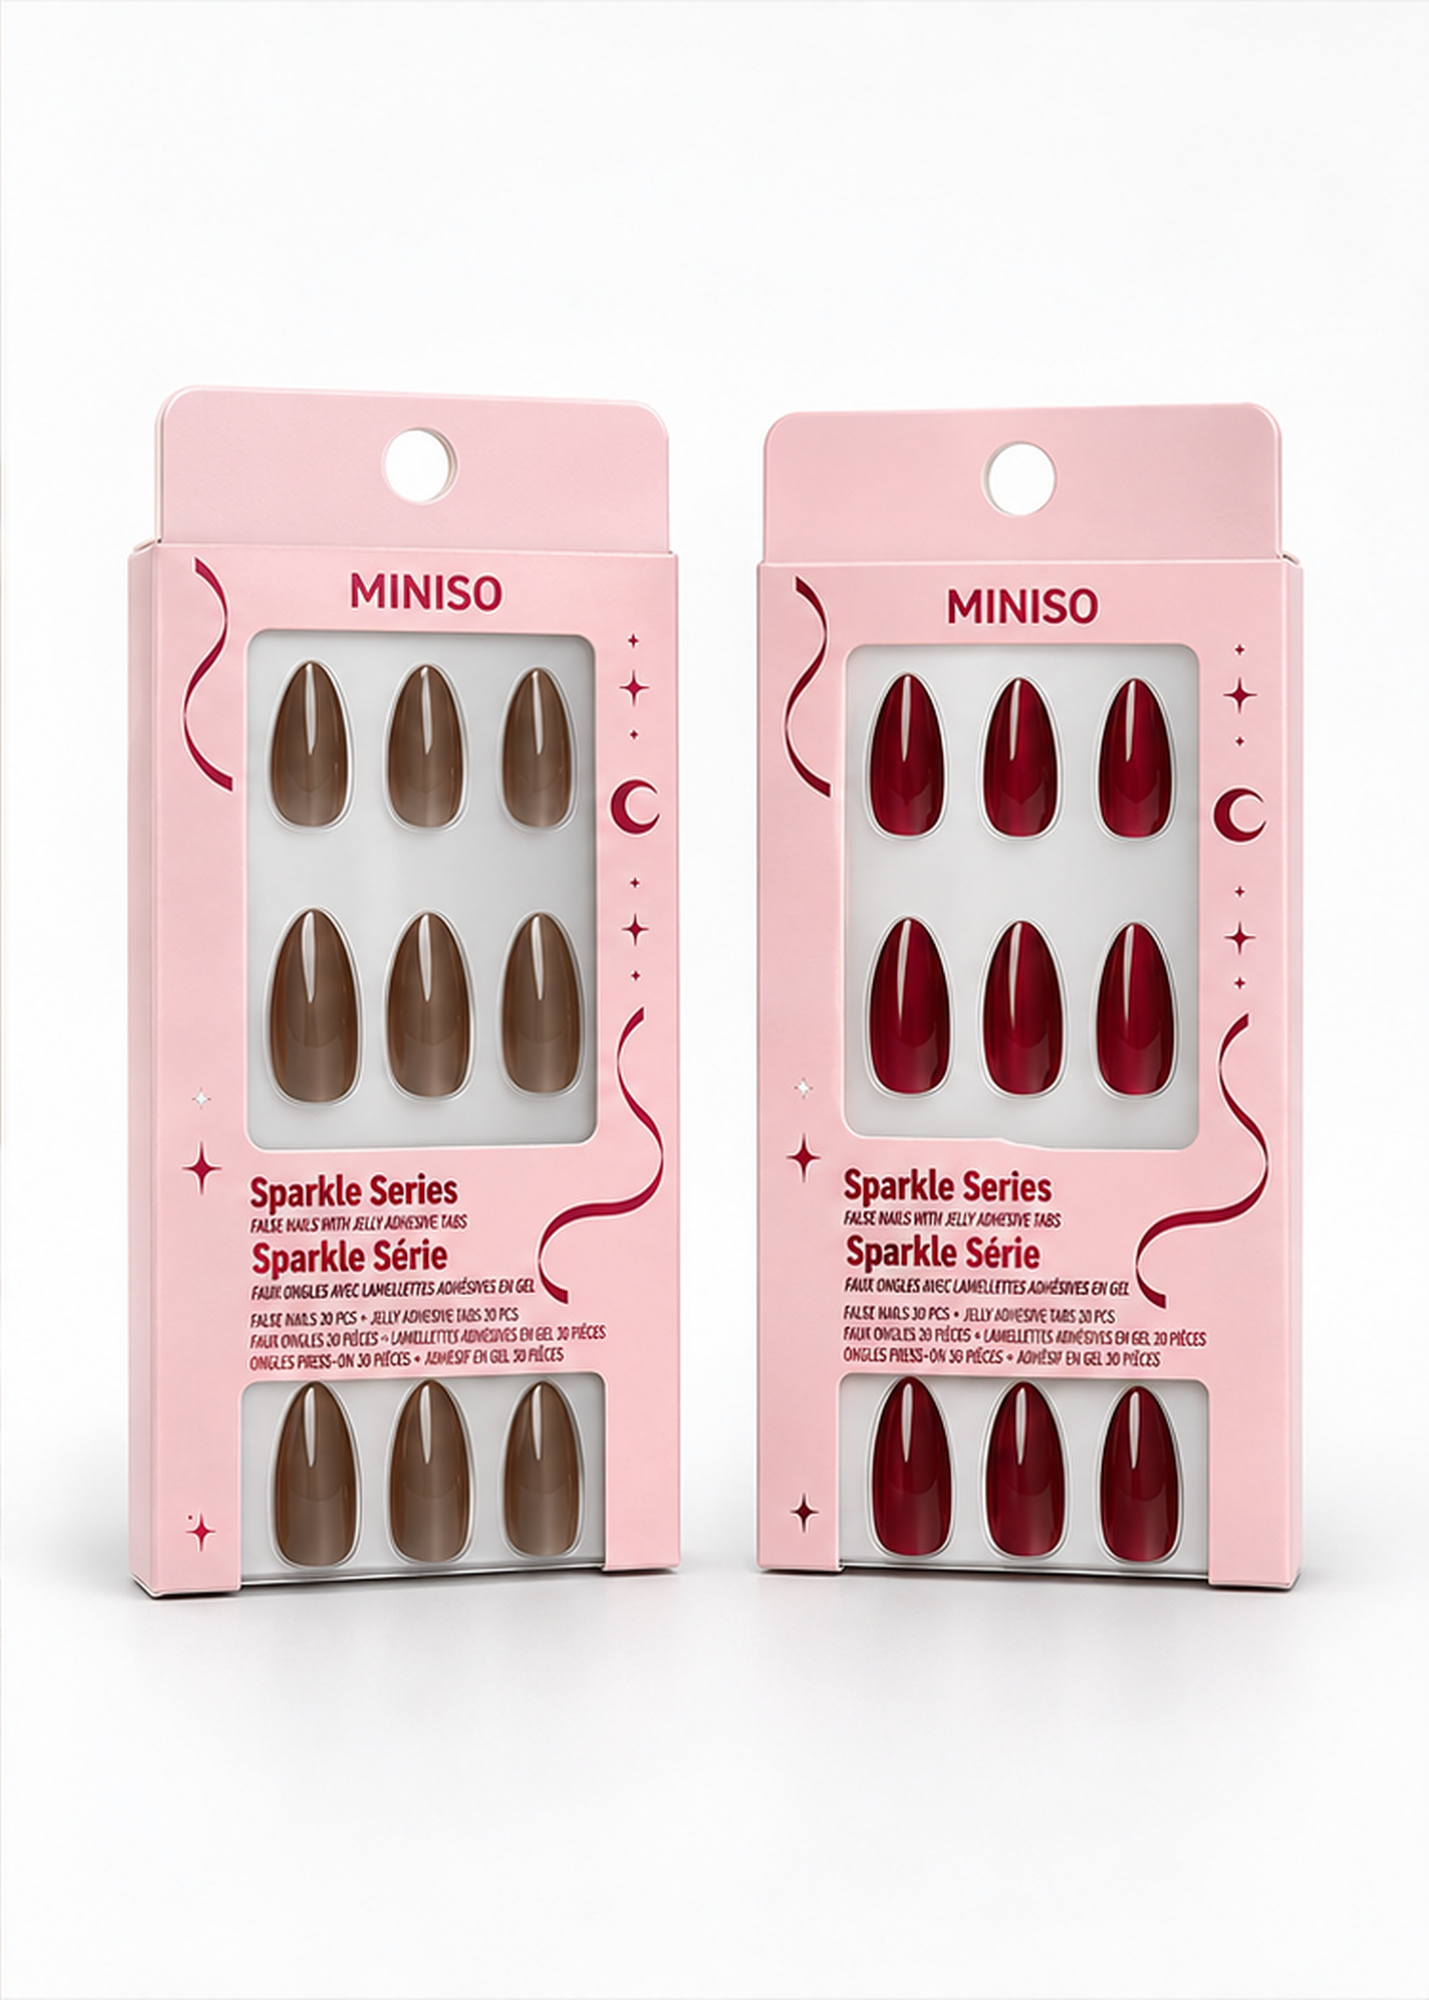 MINISO
Sparkle Series
FALSE NAILS WITH JELLY ADHESIVE TABS
Sparkle Série
FAUX ONGLES AVEC LAMELLETTES ADHÉSIVES EN GEL
FALSE NAILS 20 PCS + JELLY ADHESIVE TABS 30 PCS
FAUX ONGLES 30 PIÈCES + LAMELLETTES ADHÉSIVES EN GEL 30 PIÈCES
ONGLES PRESS-ON 30 PIÈCES + ADHÉSIF EN GEL 30 PIÈCES
MINISO
Sparkle Series
FALSE NAILS WITH JELLY ADHESIVE TABS
Sparkle Série
FAUX ONGLES AVEC LAMELLETTES ADHÉSIVES EN GEL
FALSE NAILS 30 PCS + JELLY ADHESIVE TABS 30 PCS
FAUX ONGLES 20 PIÈCES + LAMELLETTES ADHÉSIVES EN GEL 20 PIÈCES
ONGLES PRESS-ON 30 PIÈCES + ADHÉSIF EN GEL 30 PIÈCES